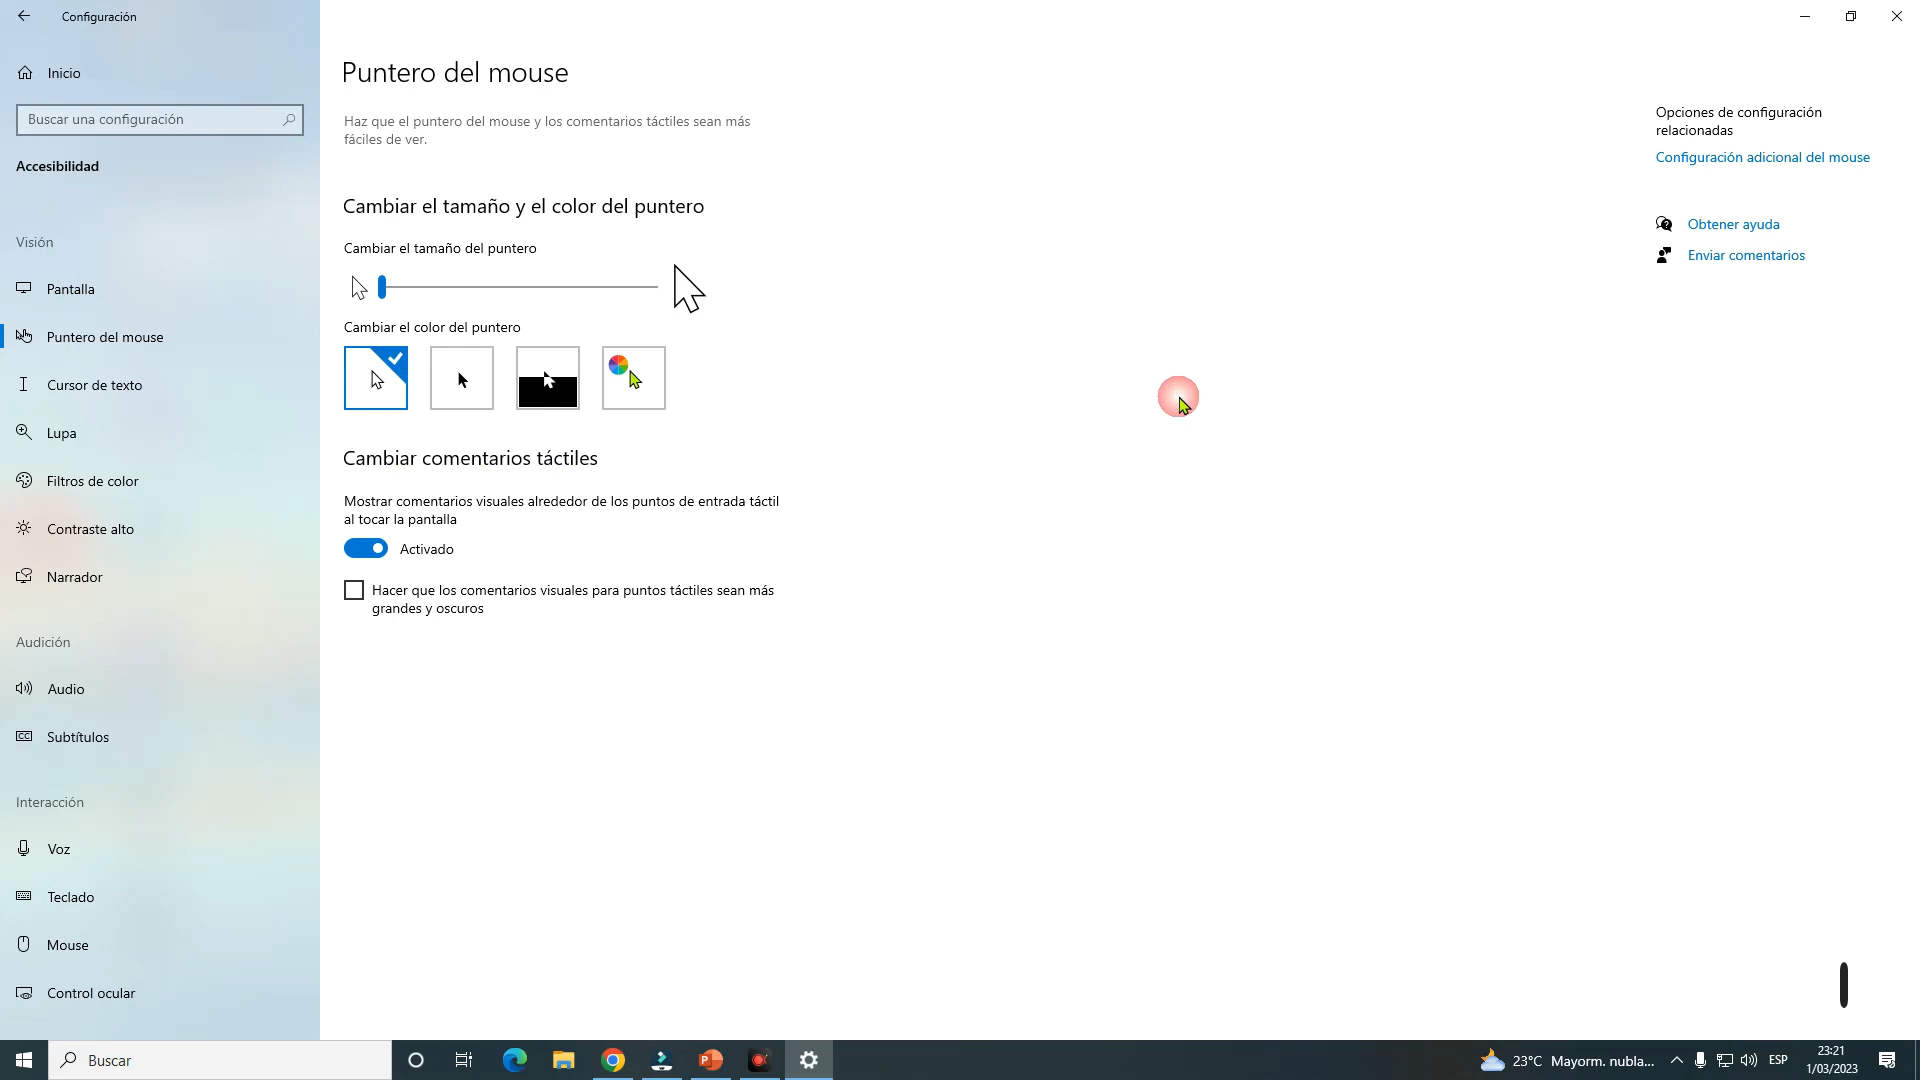 Configuración
Inicio
Buscar una configuración
Accesibilidad
Visión
Pantalla
Puntero del mouse
Cursor de texto
Lupa
Filtros de color
Contraste alto
Narrador
Audición
Audio
Subtítulos
Interacción
Voz
Teclado
Mouse
Control ocular
Puntero del mouse
Haz que el puntero del mouse y los comentarios táctiles sean más
fáciles de ver.
Cambiar el tamaño y el color del puntero
Cambiar el tamaño del puntero
Cambiar el color del puntero
Cambiar comentarios táctiles
Mostrar comentarios visuales alrededor de los puntos de entrada táctil
al tocar la pantalla
Activado
Hacer que los comentarios visuales para puntos táctiles sean más
grandes y oscuros
Opciones de configuración
relacionadas
Configuración adicional del mouse
Obtener ayuda
Enviar comentarios
Buscar
23°C Mayorm. nubla...
ESP
23:21
1/03/2023